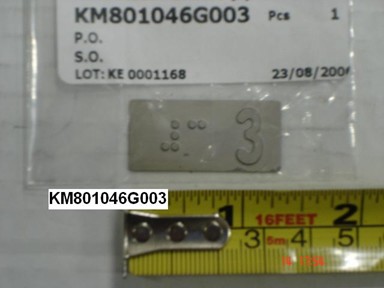 KM801046G003 Pcs 1
P.O.
S.O.
LOT: KE 0001168 23/08/200
⠼⠉ 3
KM801046G003
1 16FEET 2
3 5m 4 5